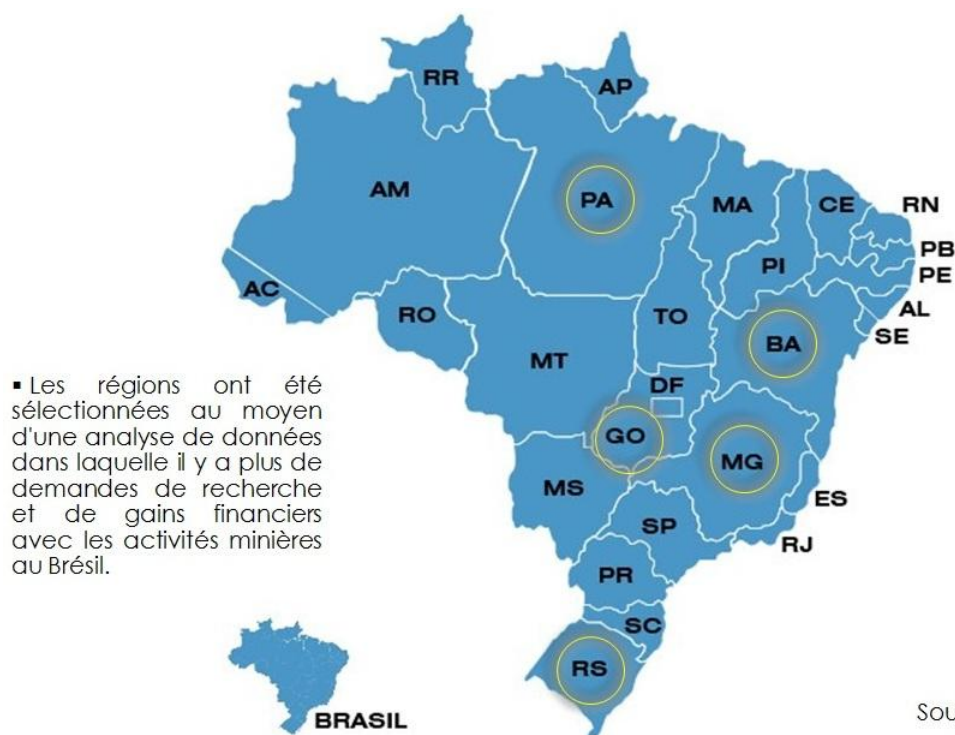 RR
AP
AM
PA
MA
CE
RN
PB
PE
PI
AC
AL
RO
TO
SE
BA
MT
▪ Les régions ont été
sélectionnées au moyen
d'une analyse de données
dans laquelle il y a plus de
demandes de recherche
et de gains financiers
avec les activités minières
au Brésil.
DF
GO
MG
MS
ES
SP
RJ
PR
SC
RS
BRASIL
Sou